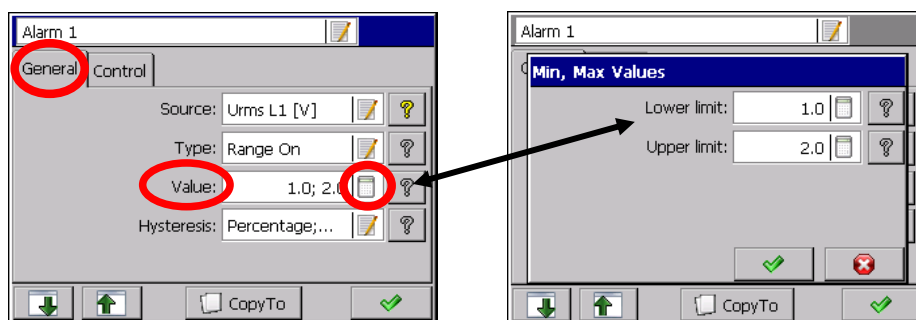 Alarm 1
General Control
Source: Urms L1 [V]
Type: Range On
Value: 1.0; 2.0
Hysteresis: Percentage;...
CopyTo
Alarm 1
Min, Max Values
Lower limit: 1.0
Upper limit: 2.0
CopyTo